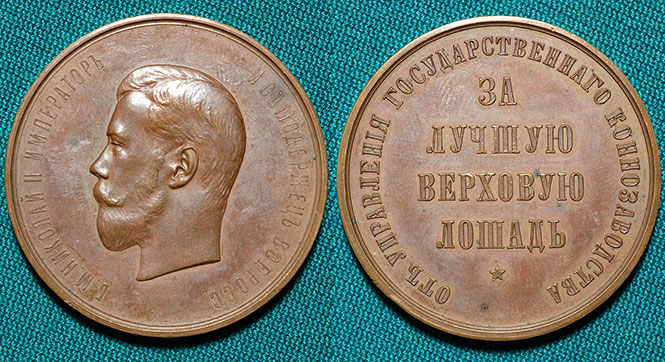 Б.М.НИКОЛАЙ II ИМПЕРАТОРЪ И САМОДЕРЖЕЦЪ ВСЕРОСС.
ОТЪ УПРАВЛЕНІЯ ГОСУДАРСТВЕННАГО КОННОЗАВОДСТВА
ЗА
ЛУЧШУЮ
ВЕРХОВУЮ
ЛОШАДЬ